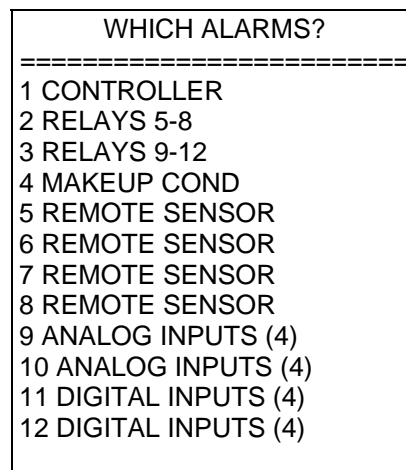 WHICH ALARMS?
=========================
1 CONTROLLER
2 RELAYS 5-8
3 RELAYS 9-12
4 MAKEUP COND
5 REMOTE SENSOR
6 REMOTE SENSOR
7 REMOTE SENSOR
8 REMOTE SENSOR
9 ANALOG INPUTS (4)
10 ANALOG INPUTS (4)
11 DIGITAL INPUTS (4)
12 DIGITAL INPUTS (4)